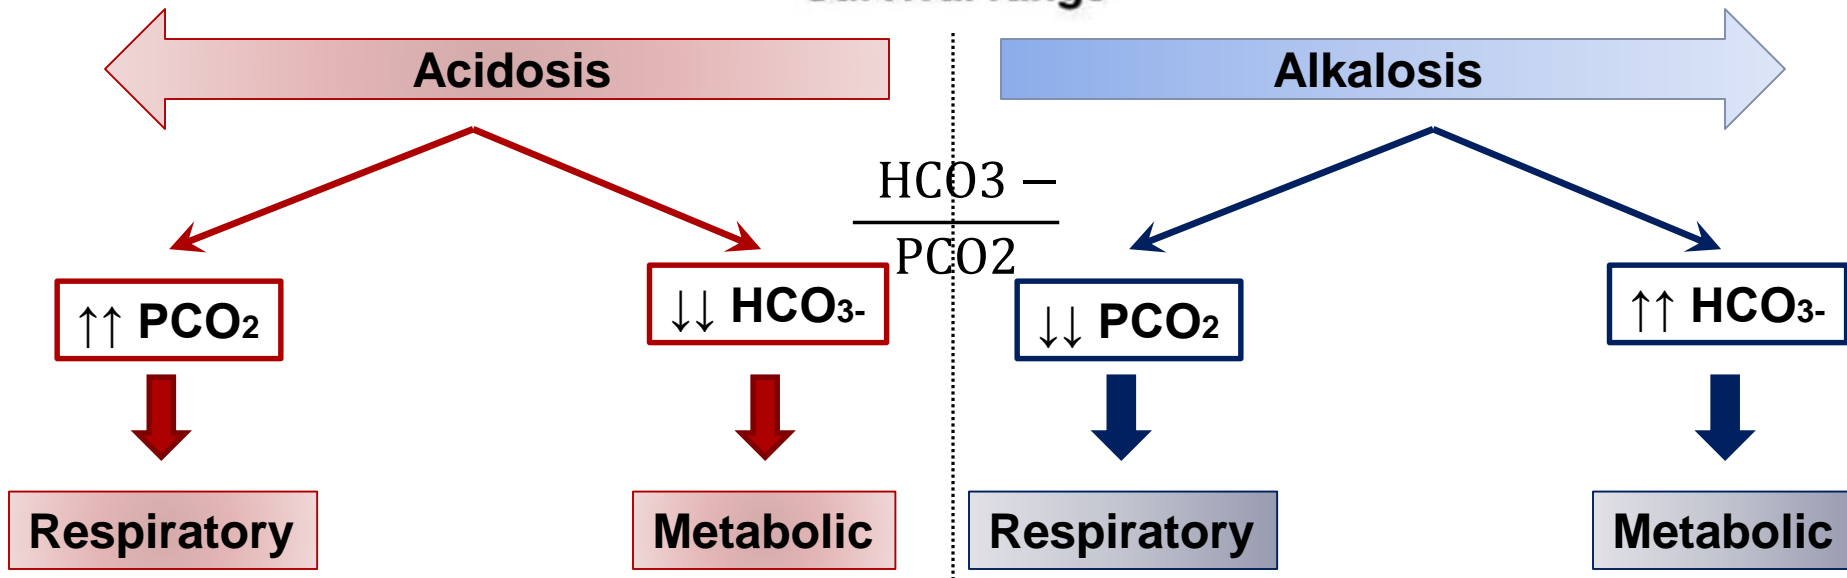 Acidosis
Alkalosis
HCO3 −
PCO2
↑↑ PCO2
↓↓ HCO3-
↓↓ PCO2
↑↑ HCO3-
Respiratory
Metabolic
Respiratory
Metabolic